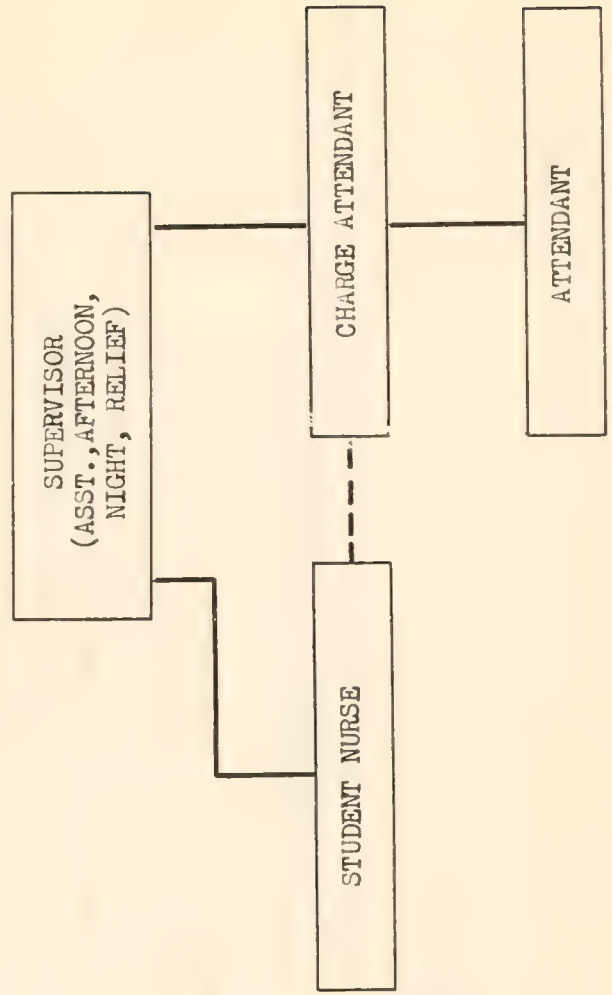 SUPERVISOR
(ASST.,AFTERNOON,
NIGHT, RELIEF)
STUDENT NURSE
CHARGE ATTENDANT
ATTENDANT